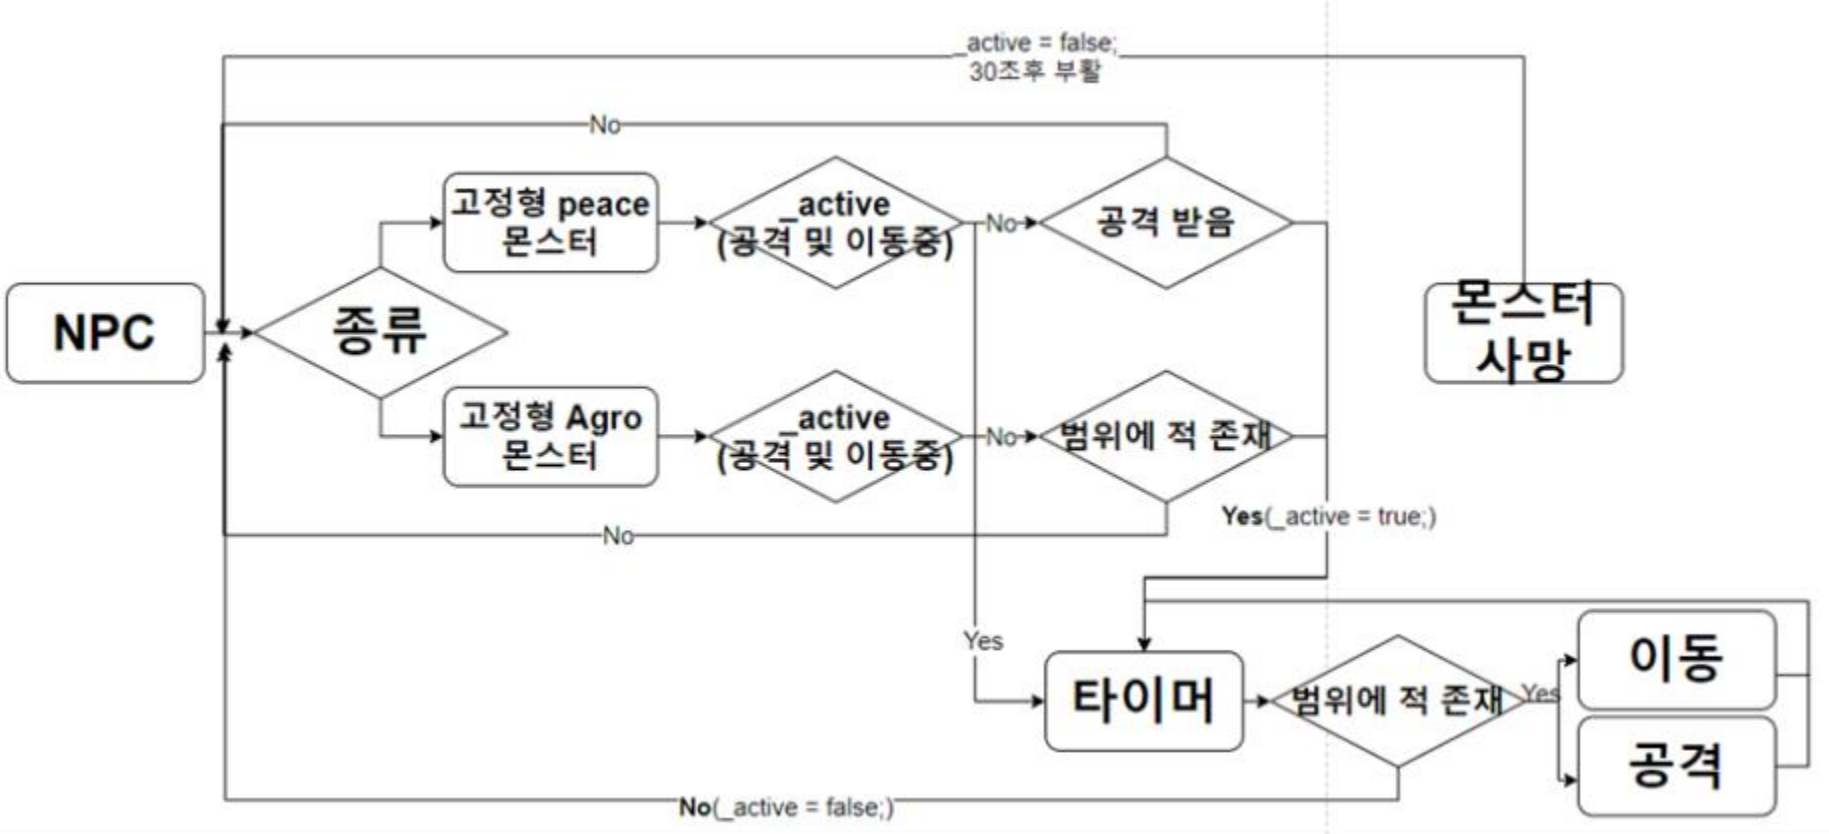 _active = false;
30초후 부활
No
고정형 peace
몬스터
_active
(공격 및 이동중)
No
공격 받음
NPC
종류
몬스터
사망
고정형 Agro
몬스터
_active
(공격 및 이동중)
No
범위에 적 존재
Yes(_active = true;)
No
Yes
타이머
범위에 적 존재
Yes
이동
공격
No(_active = false;)